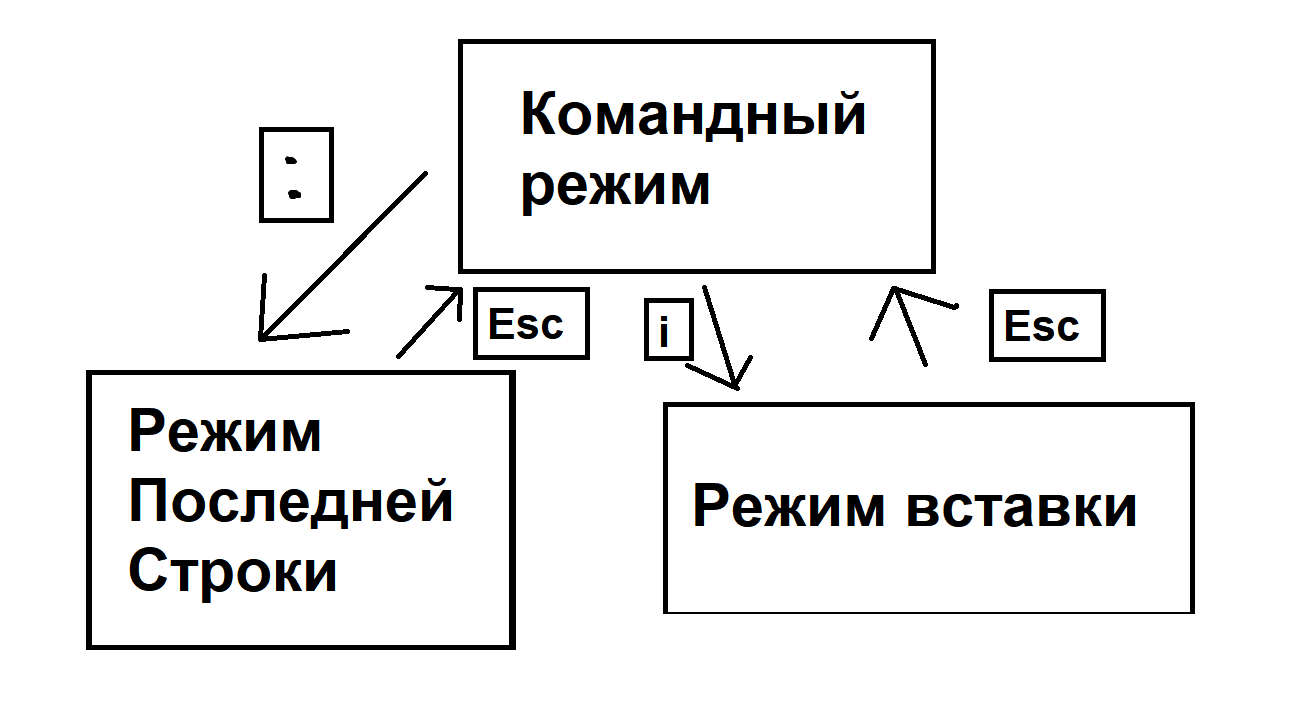 Командный
режим
:
Esc
i
Esc
Режим
Последней
Строки
Режим вставки